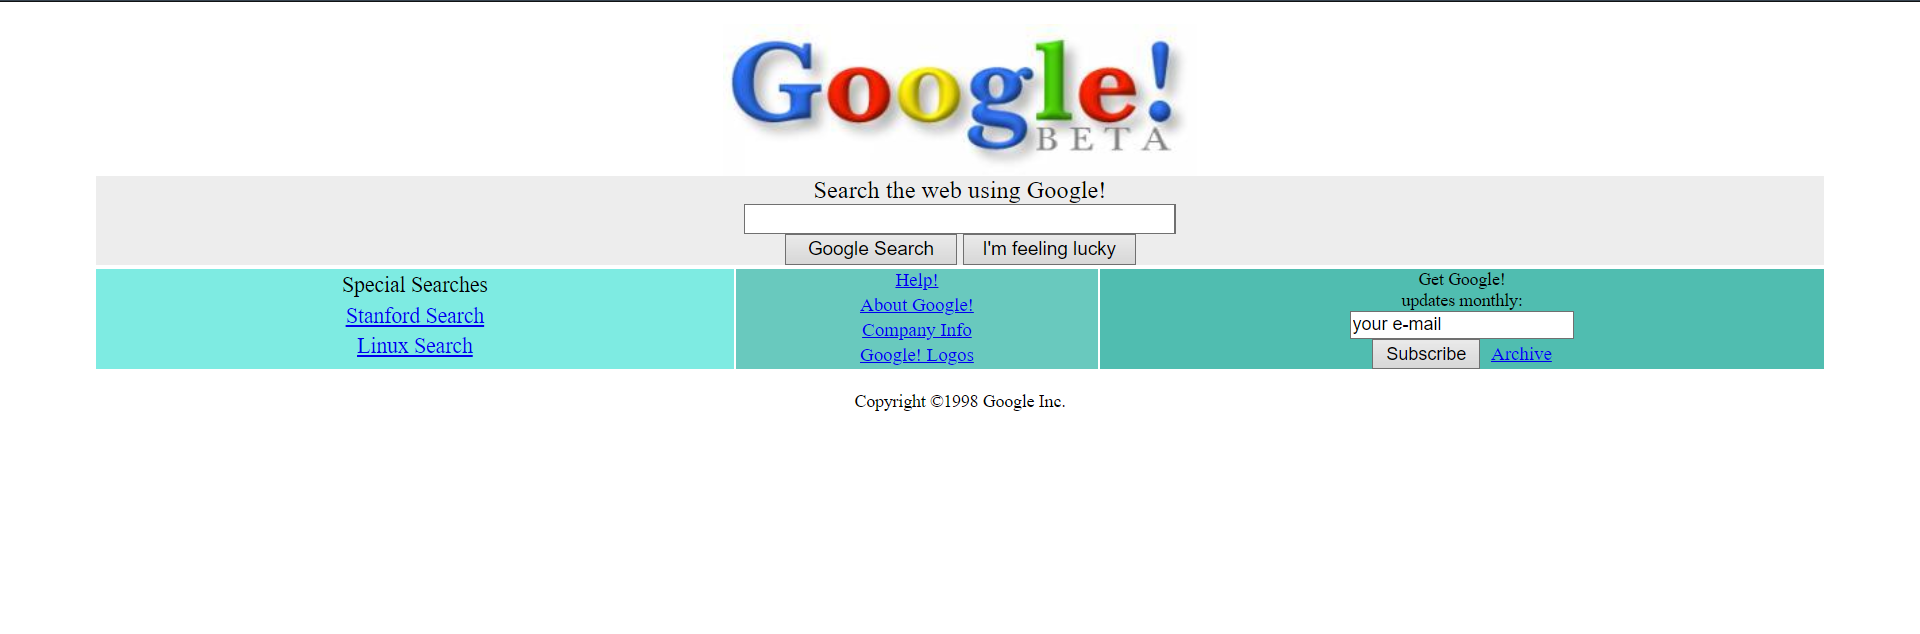 Google!
BETA
Search the web using Google!
Google Search I'm feeling lucky
Special Searches
Stanford Search
Linux Search
Help!
About Google!
Company Info
Google! Logos
Get Google!
updates monthly:
your e-mail
Subscribe Archive
Copyright ©1998 Google Inc.